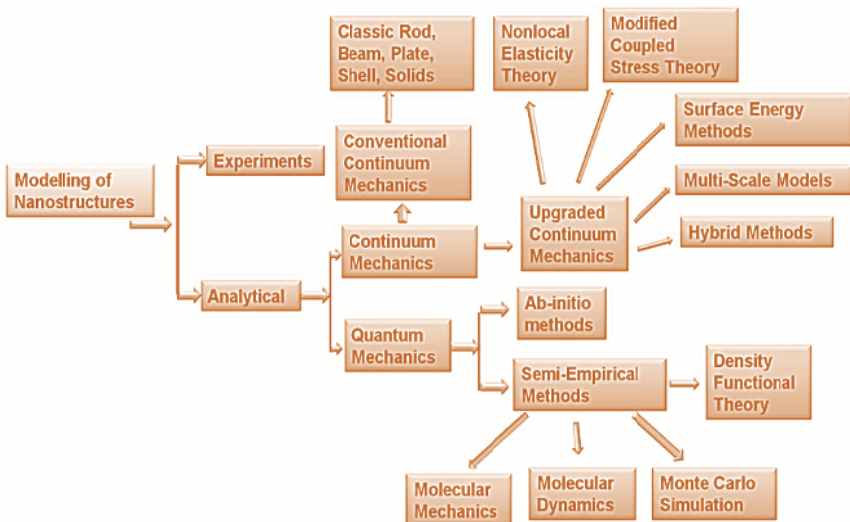 Classic Rod,
Beam, Plate,
Shell, Solids
Nonlocal
Elasticity
Theory
Modified
Coupled
Stress Theory
Surface Energy
Methods
Experiments
Conventional
Continuum
Mechanics
Modelling of
Nanostructures
Multi-Scale Models
Upgraded
Continuum
Mechanics
Hybrid Methods
Continuum
Mechanics
Analytical
Ab-initio
methods
Quantum
Mechanics
Semi-Empirical
Methods
Density
Functional
Theory
Molecular
Mechanics
Molecular
Dynamics
Monte Carlo
Simulation